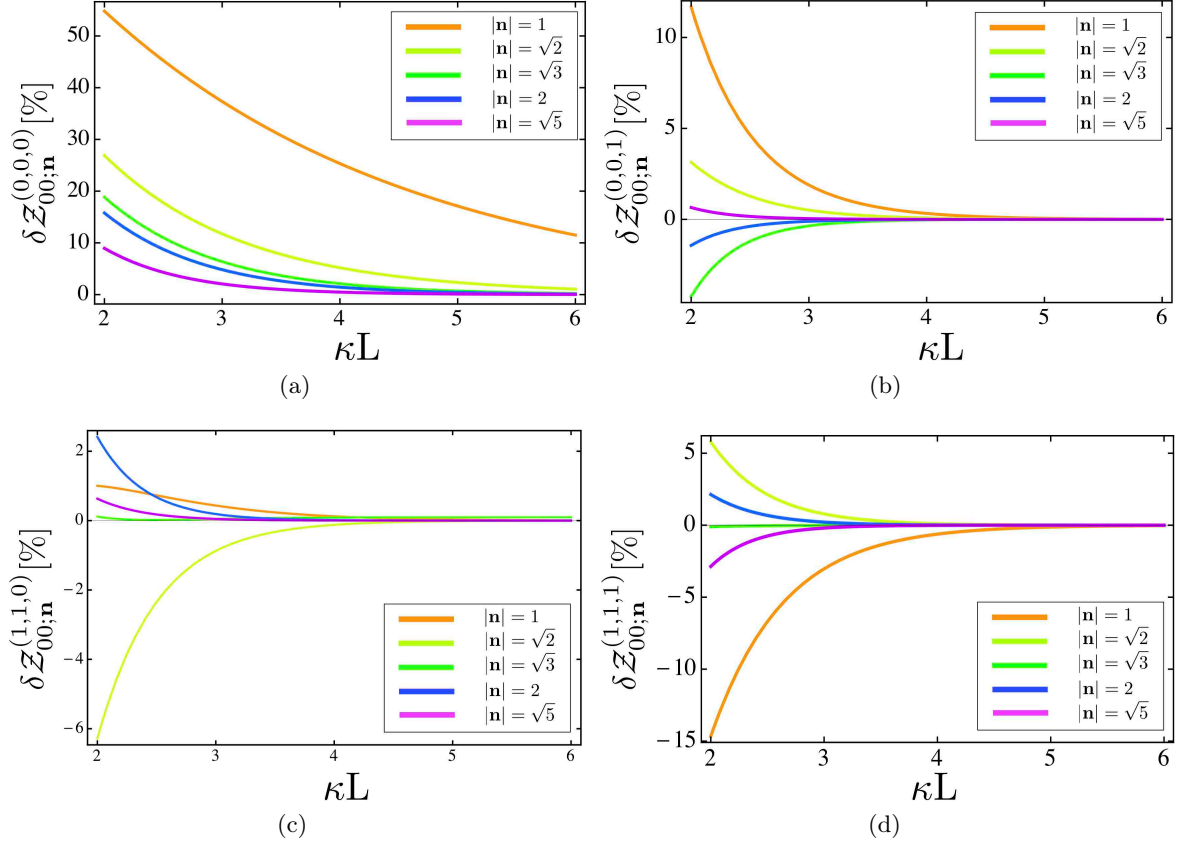 50
40
30
20
10
0
2
3
4
5
6
δ𝒵^{(0,0,0)}_{00;n} [%]
κL
|n| = 1
|n| = √2
|n| = √3
|n| = 2
|n| = √5
(a)
10
5
0
2
3
4
5
6
δ𝒵^{(0,0,1)}_{00;n} [%]
κL
|n| = 1
|n| = √2
|n| = √3
|n| = 2
|n| = √5
(b)
2
0
−2
−4
−6
2
3
4
5
6
δ𝒵^{(1,1,0)}_{00;n} [%]
κL
|n| = 1
|n| = √2
|n| = √3
|n| = 2
|n| = √5
(c)
5
0
−5
−10
−15
2
3
4
5
6
δ𝒵^{(1,1,1)}_{00;n} [%]
κL
|n| = 1
|n| = √2
|n| = √3
|n| = 2
|n| = √5
(d)